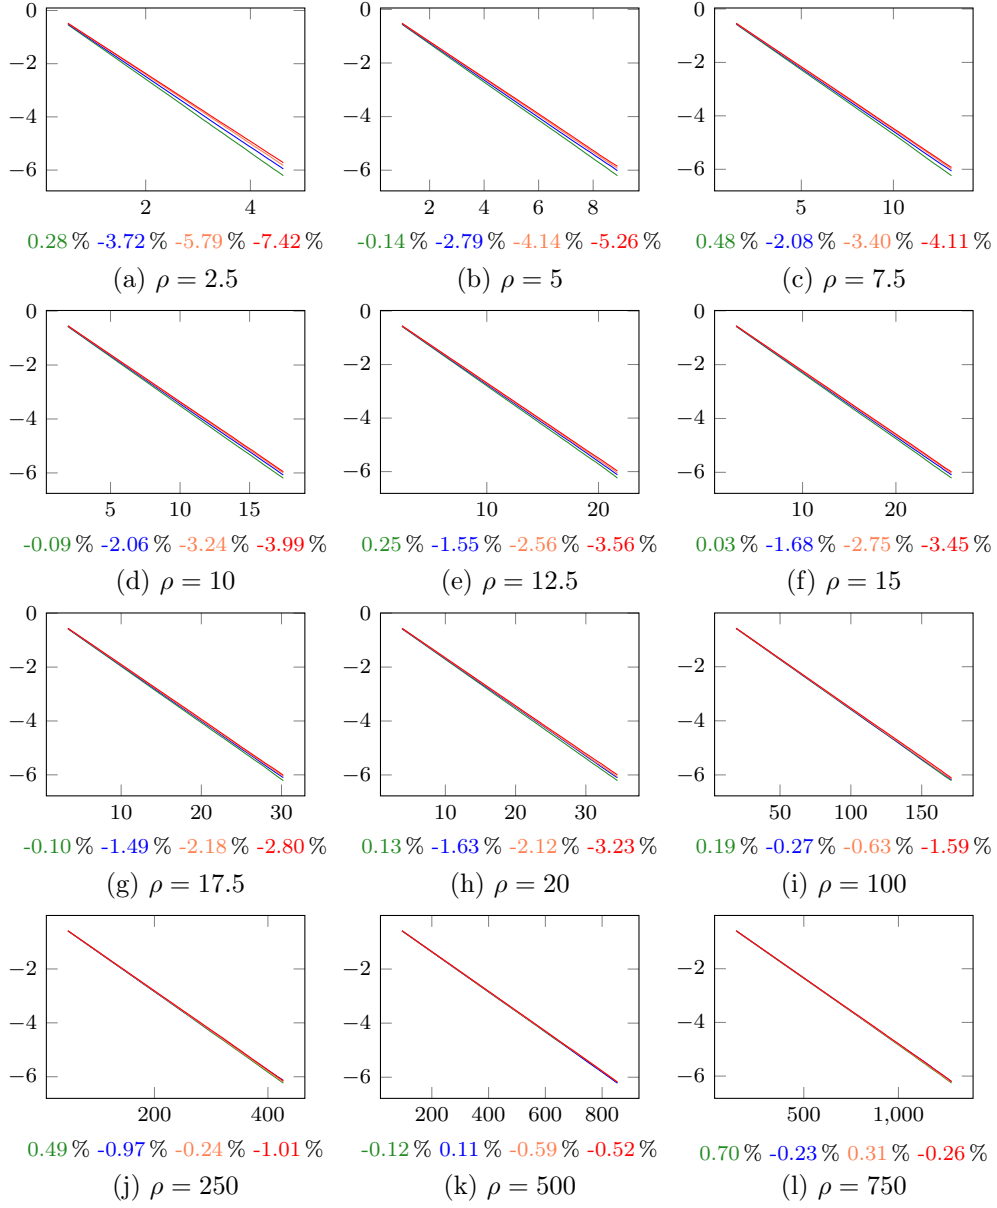 0
−2
−4
−6
2 4
0.28 % -3.72 % -5.79 % -7.42 %
(a) ρ = 2.5
0
−2
−4
−6
2 4 6 8
-0.14 % -2.79 % -4.14 % -5.26 %
(b) ρ = 5
0
−2
−4
−6
5 10
0.48 % -2.08 % -3.40 % -4.11 %
(c) ρ = 7.5
0
−2
−4
−6
5 10 15
-0.09 % -2.06 % -3.24 % -3.99 %
(d) ρ = 10
0
−2
−4
−6
10 20
0.25 % -1.55 % -2.56 % -3.56 %
(e) ρ = 12.5
0
−2
−4
−6
10 20
0.03 % -1.68 % -2.75 % -3.45 %
(f) ρ = 15
0
−2
−4
−6
10 20 30
-0.10 % -1.49 % -2.18 % -2.80 %
(g) ρ = 17.5
0
−2
−4
−6
10 20 30
0.13 % -1.63 % -2.12 % -3.23 %
(h) ρ = 20
−2
−4
−6
50 100 150
0.19 % -0.27 % -0.63 % -1.59 %
(i) ρ = 100
−2
−4
−6
200 400
0.49 % -0.97 % -0.24 % -1.01 %
(j) ρ = 250
−2
−4
−6
200 400 600 800
-0.12 % 0.11 % -0.59 % -0.52 %
(k) ρ = 500
−2
−4
−6
500 1,000
0.70 % -0.23 % 0.31 % -0.26 %
(l) ρ = 750